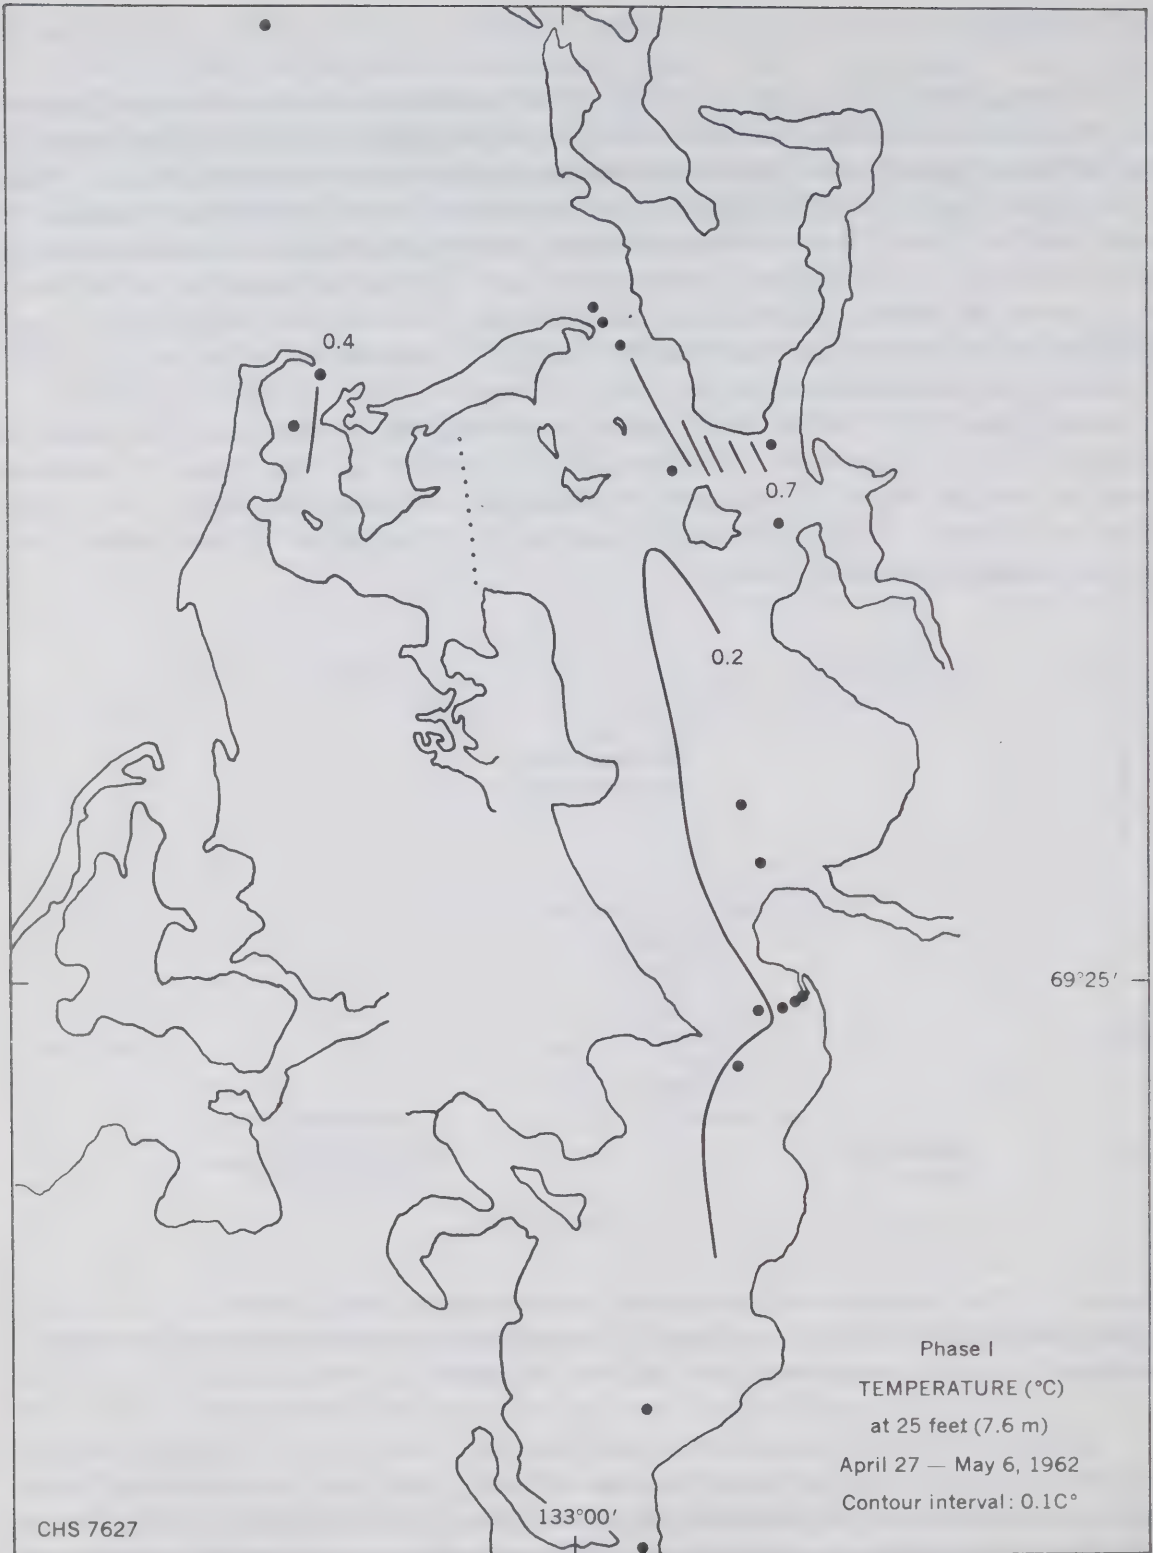 0.4
0.7
0.2
69°25′
Phase I
TEMPERATURE (°C)
at 25 feet (7.6 m)
April 27 — May 6, 1962
Contour interval: 0.1C°
133°00′
CHS 7627